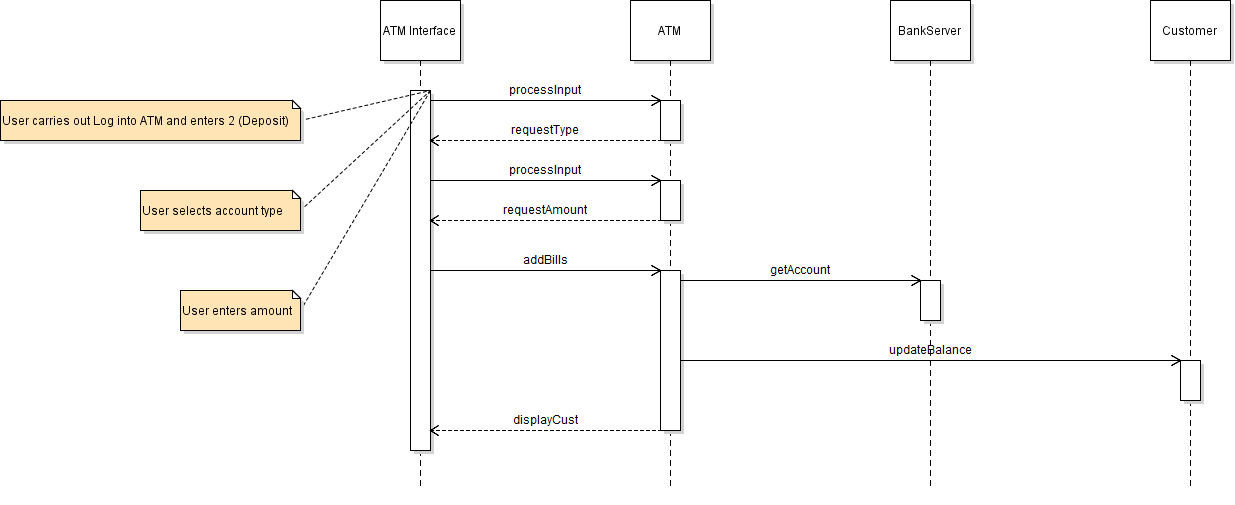 ATM Interface
ATM
BankServer
Customer
processInput
User carries out Log into ATM and enters 2 (Deposit)
requestType
processInput
User selects account type
requestAmount
addBills
getAccount
User enters amount
updateBalance
displayCust